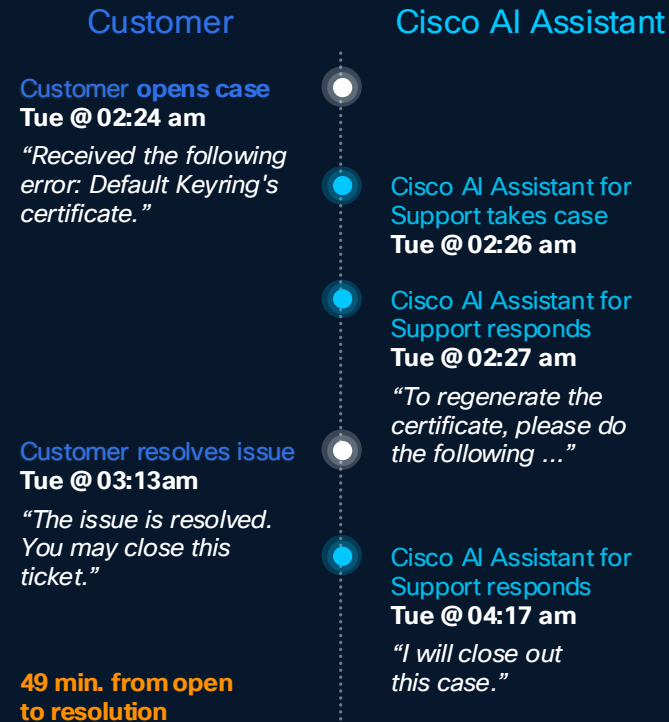 Customer
Cisco AI Assistant
Customer opens case
Tue @ 02:24 am
“Received the following
error: Default Keyring's
certificate.”
Cisco AI Assistant for
Support takes case
Tue @ 02:26 am
Cisco AI Assistant for
Support responds
Tue @ 02:27 am
“To regenerate the
certificate, please do
the following ...”
Customer resolves issue
Tue @ 03:13am
“The issue is resolved.
You may close this
ticket.”
Cisco AI Assistant for
Support responds
Tue @ 04:17 am
“I will close out
this case.”
49 min. from open
to resolution